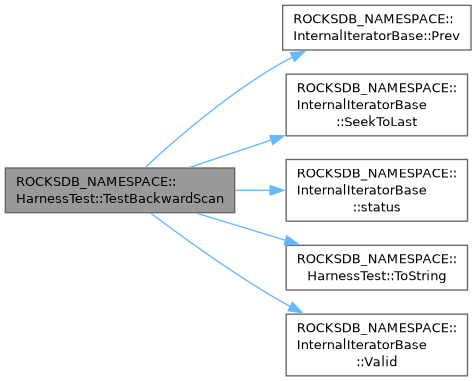 ROCKSDB_NAMESPACE::
HarnessTest::TestBackwardScan
ROCKSDB_NAMESPACE::
InternalIteratorBase::Prev
ROCKSDB_NAMESPACE::
InternalIteratorBase
::SeekToLast
ROCKSDB_NAMESPACE::
InternalIteratorBase
::status
ROCKSDB_NAMESPACE::
HarnessTest::ToString
ROCKSDB_NAMESPACE::
InternalIteratorBase
::Valid